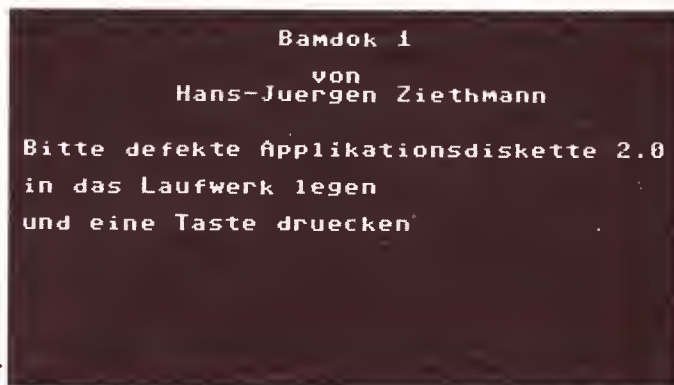 Bamdok 1
von
Hans-Juergen Ziethmann
Bitte defekte Applikationsdiskette 2.0
in das Laufwerk legen
und eine Taste druecken